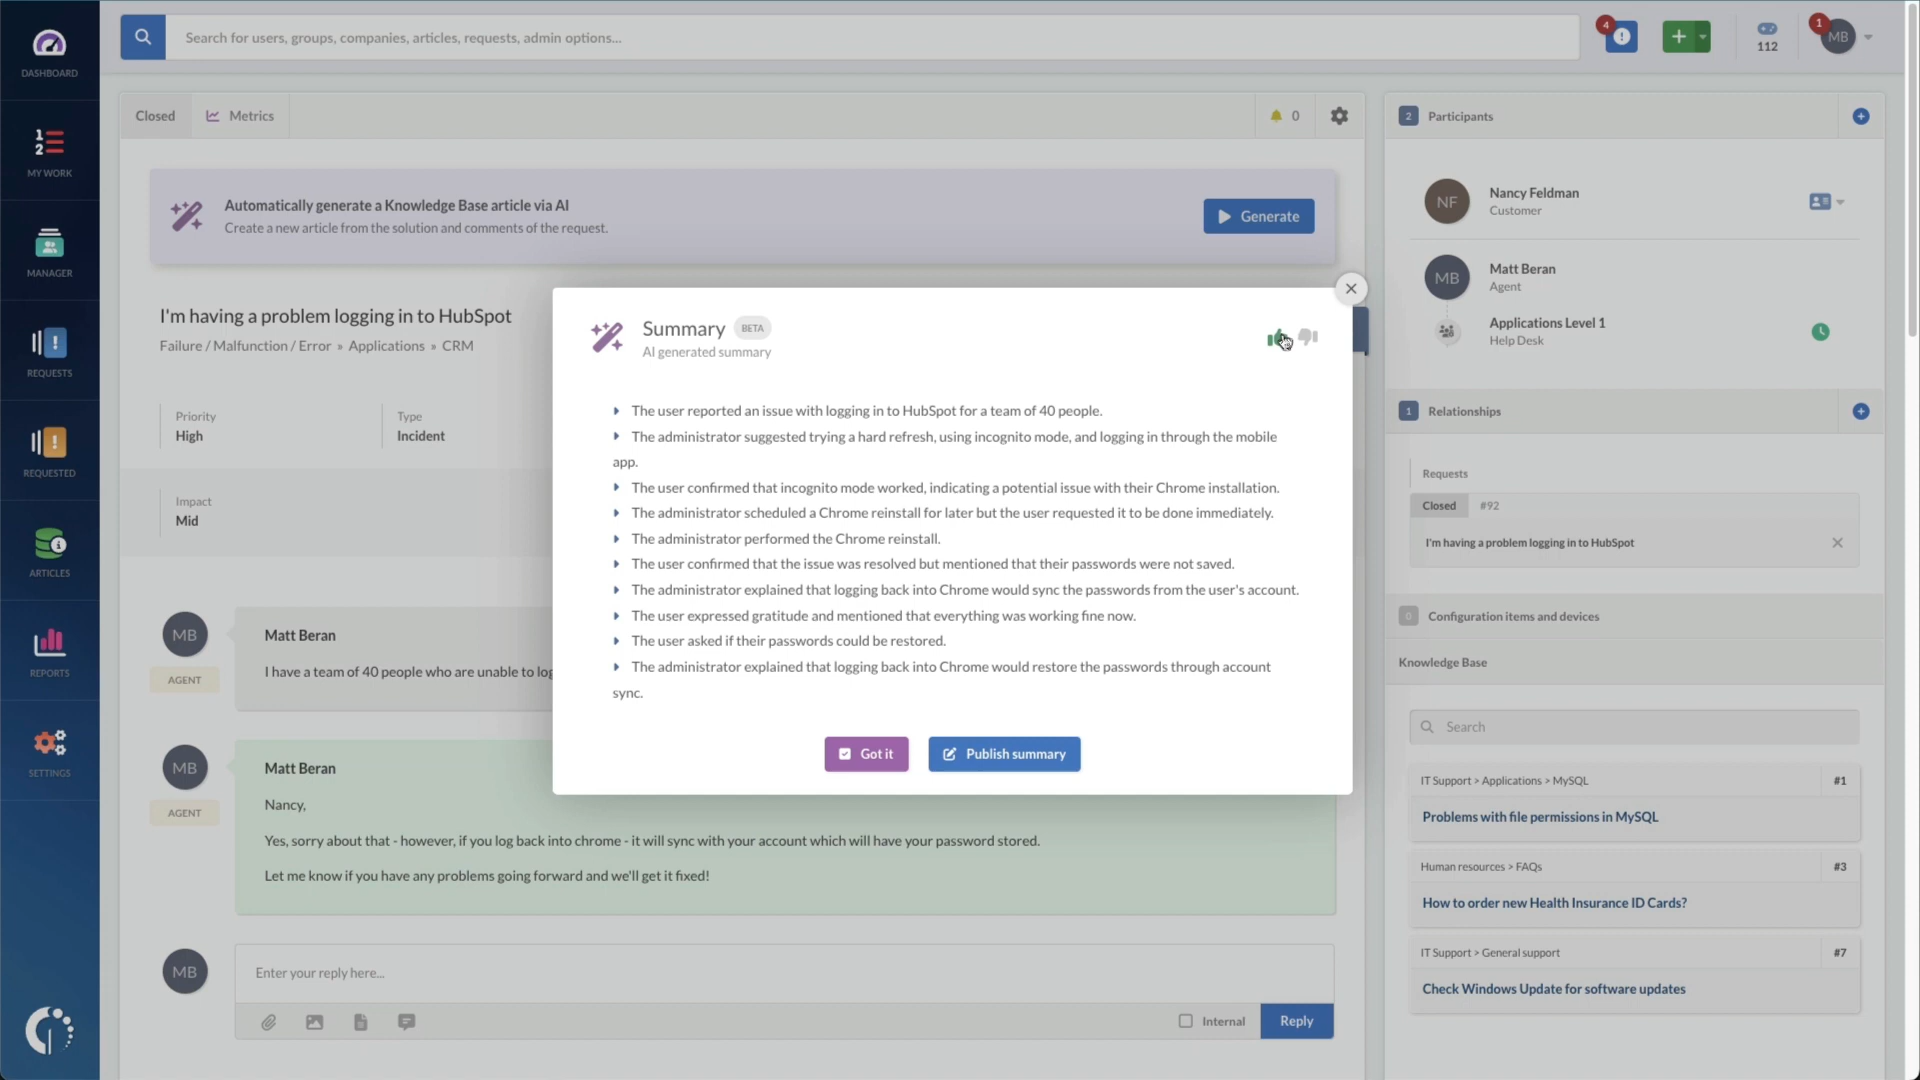 Search for users, groups, companies, articles, requests, admin options...
4
112
1
MB
DASHBOARD
1
2
MY WORK
MANAGER
REQUESTS
REQUESTED
ARTICLES
REPORTS
SETTINGS
Closed
Metrics
0
Automatically generate a Knowledge Base article via AI
Create a new article from the solution and comments of the request.
Generate
I'm having a problem logging in to HubSpot
Failure / Malfunction / Error » Applications » CRM
Priority
High
Type
Incident
Impact
Mid
MB
AGENT
Matt Beran
I have a team of 40 people who are unable to log
MB
AGENT
Matt Beran
Nancy,
Yes, sorry about that - however, if you log back into chrome - it will sync with your account which will have your password stored.
Let me know if you have any problems going forward and we'll get it fixed!
MB
Enter your reply here...
Internal
Reply
Summary BETA
AI generated summary
The user reported an issue with logging in to HubSpot for a team of 40 people.
The administrator suggested trying a hard refresh, using incognito mode, and logging in through the mobile
app.
The user confirmed that incognito mode worked, indicating a potential issue with their Chrome installation.
The administrator scheduled a Chrome reinstall for later but the user requested it to be done immediately.
The administrator performed the Chrome reinstall.
The user confirmed that the issue was resolved but mentioned that their passwords were not saved.
The administrator explained that logging back into Chrome would sync the passwords from the user's account.
The user expressed gratitude and mentioned that everything was working fine now.
The user asked if their passwords could be restored.
The administrator explained that logging back into Chrome would restore the passwords through account
sync.
Got it
Publish summary
2 Participants
NF
Nancy Feldman
Customer
MB
Matt Beran
Agent
Applications Level 1
Help Desk
1 Relationships
Requests
Closed #92
I'm having a problem logging in to HubSpot
0 Configuration items and devices
Knowledge Base
Search
IT Support > Applications > MySQL #1
Problems with file permissions in MySQL
Human resources > FAQs #3
How to order new Health Insurance ID Cards?
IT Support > General support #7
Check Windows Update for software updates